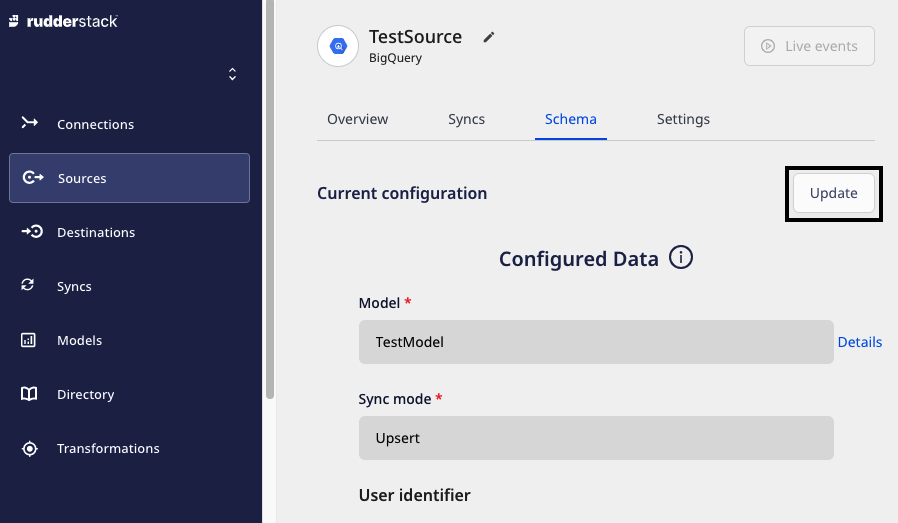 rudderstack
Connections
Sources
Destinations
Syncs
Models
Directory
Transformations
TestSource
BigQuery
Live events
Overview Syncs Schema Settings
Current configuration
Update
Configured Data
Model *
TestModel
Details
Sync mode *
Upsert
User identifier